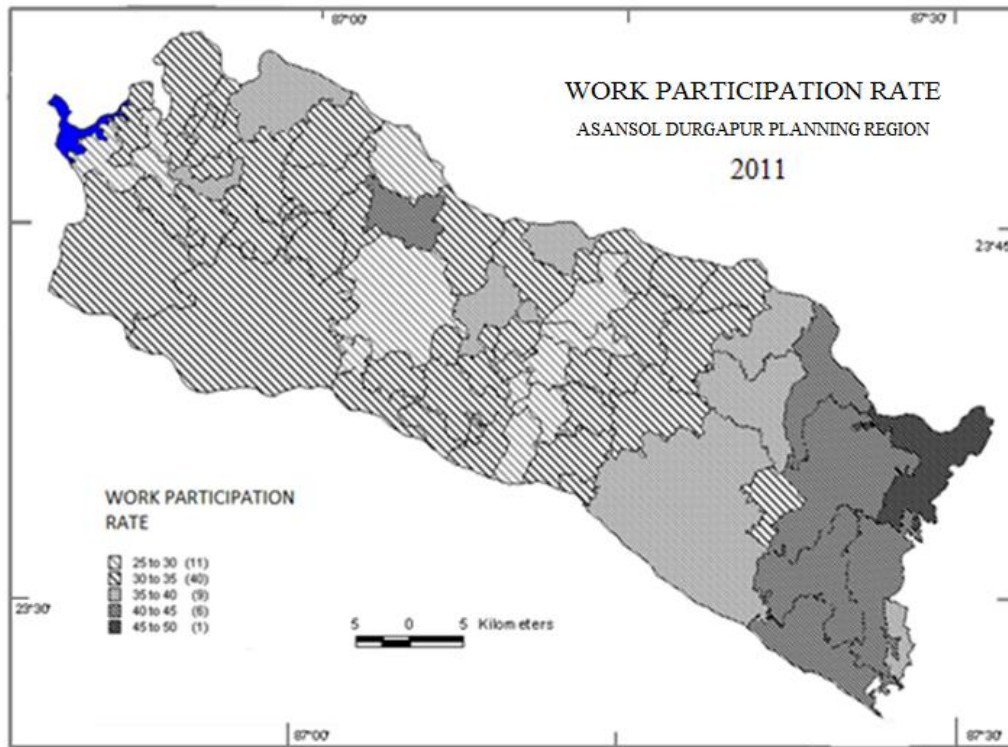 87°00'
87°30'
WORK PARTICIPATION RATE
ASANSOL DURGAPUR PLANNING REGION
2011
23°45'
WORK PARTICIPATION
RATE
25 to 30 (11)
30 to 35 (40)
35 to 40 (9)
40 to 45 (6)
45 to 50 (1)
23°30'
5 0 5 Kilometers
87°00'
87°30'